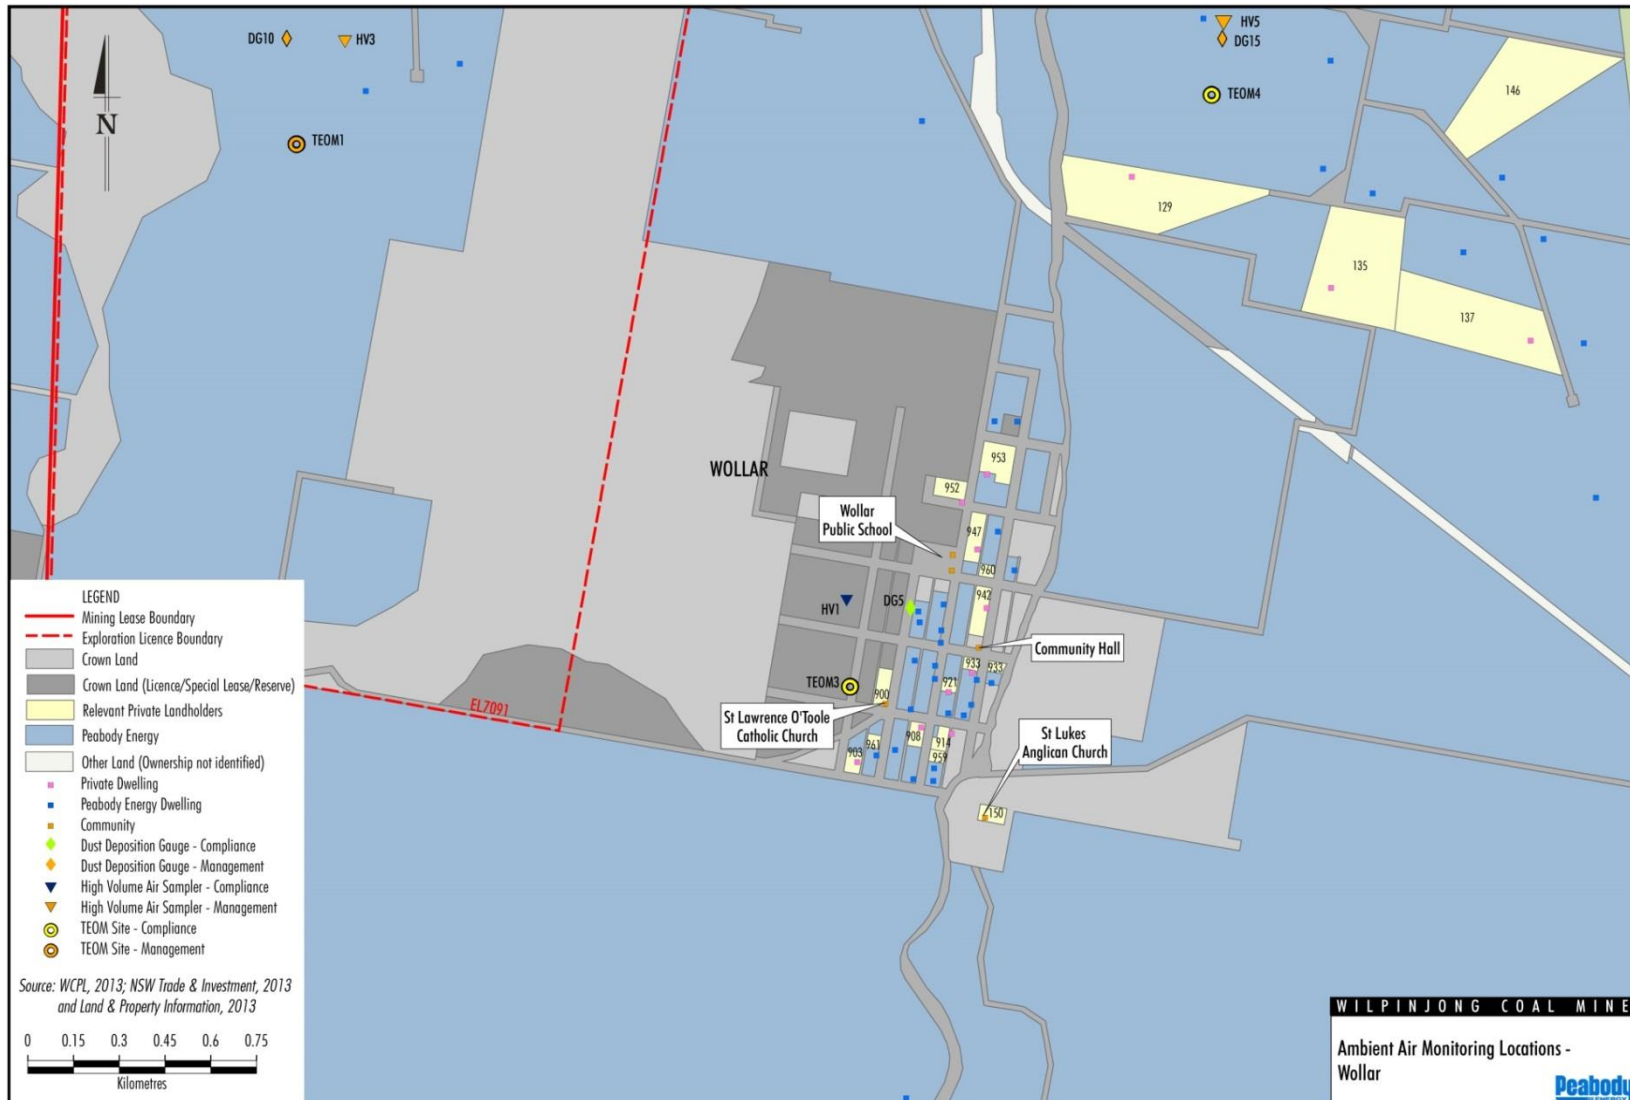 DG10
HV3
HV5
DG15
TEOM4
146
N
TEOM1
129
135
137
WOLLAR
953
952
Wollar
Public School
947
960
HV1
DG5
942
Community Hall
933
933
TEOM3
900
921
EL7091
St Lawrence O'Toole
Catholic Church
St Lukes
Anglican Church
903
961
908
914
959
150
LEGEND
Mining Lease Boundary
Exploration Licence Boundary
Crown Land
Crown Land (Licence/Special Lease/Reserve)
Relevant Private Landholders
Peabody Energy
Other Land (Ownership not identified)
Private Dwelling
Peabody Energy Dwelling
Community
Dust Deposition Gauge - Compliance
Dust Deposition Gauge - Management
High Volume Air Sampler - Compliance
High Volume Air Sampler - Management
TEOM Site - Compliance
TEOM Site - Management
Source: WCPL, 2013; NSW Trade & Investment, 2013
and Land & Property Information, 2013
0 0.15 0.3 0.45 0.6 0.75
Kilometres
WILPINJONG COAL MINE
Ambient Air Monitoring Locations -
Wollar
Peabody
ENERGY